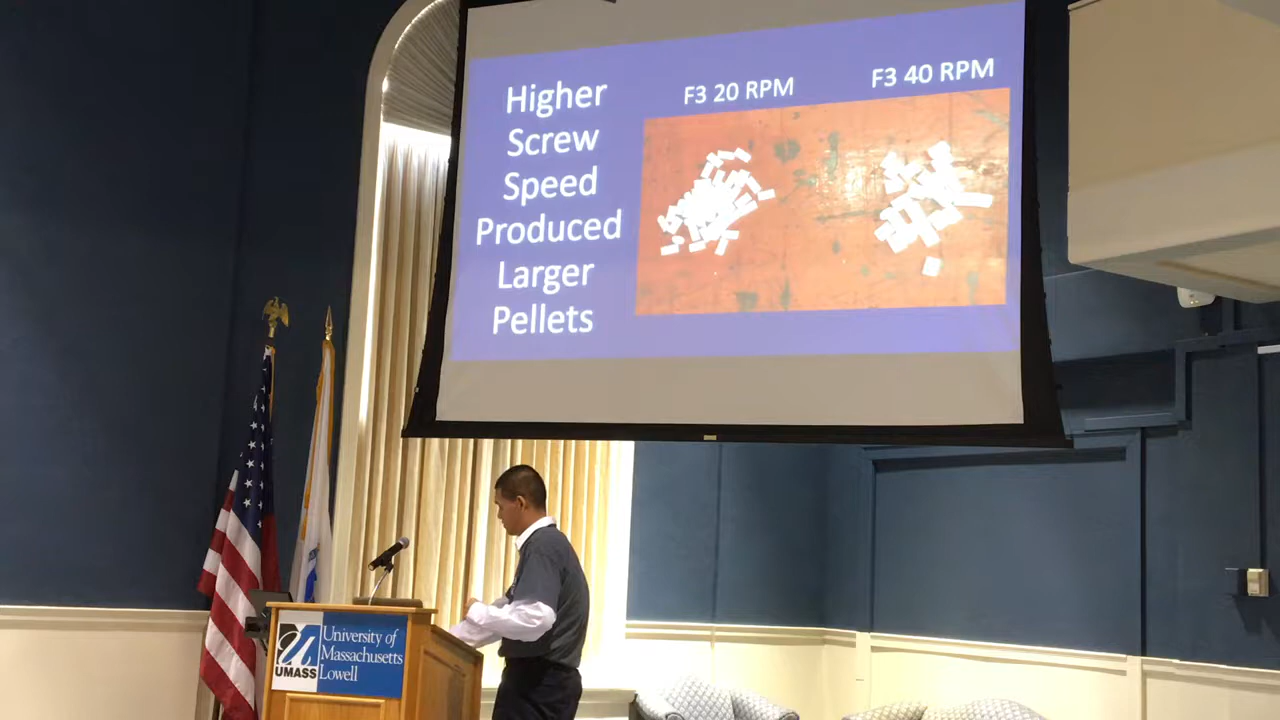 Higher
Screw
Speed
Produced
Larger
Pellets
F3 20 RPM
F3 40 RPM
UMASS
University of
Massachusetts
Lowell